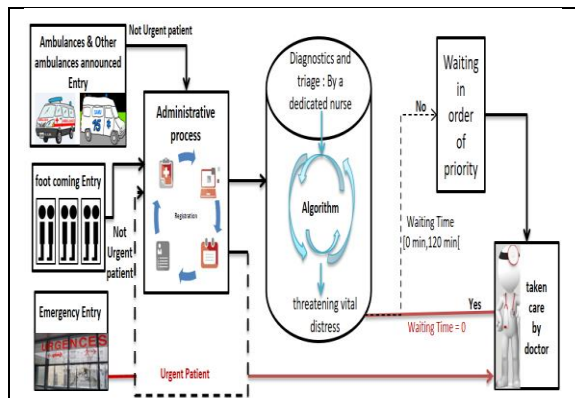 Not Urgent patient
Ambulances & Other
ambulances announced
Entry
15
foot coming Entry
Not
Urgent
patient
Emergency Entry
URGENCES
Urgent Patient
Administrative
process
Registration
Diagnostics and
triage : By a
dedicated nurse
Algorithm
threatening vital
distress
No
Waiting Time
[0 min,120 min[
Yes
Waiting Time = 0
Waiting
in
order
of
priority
taken
care
by
doctor